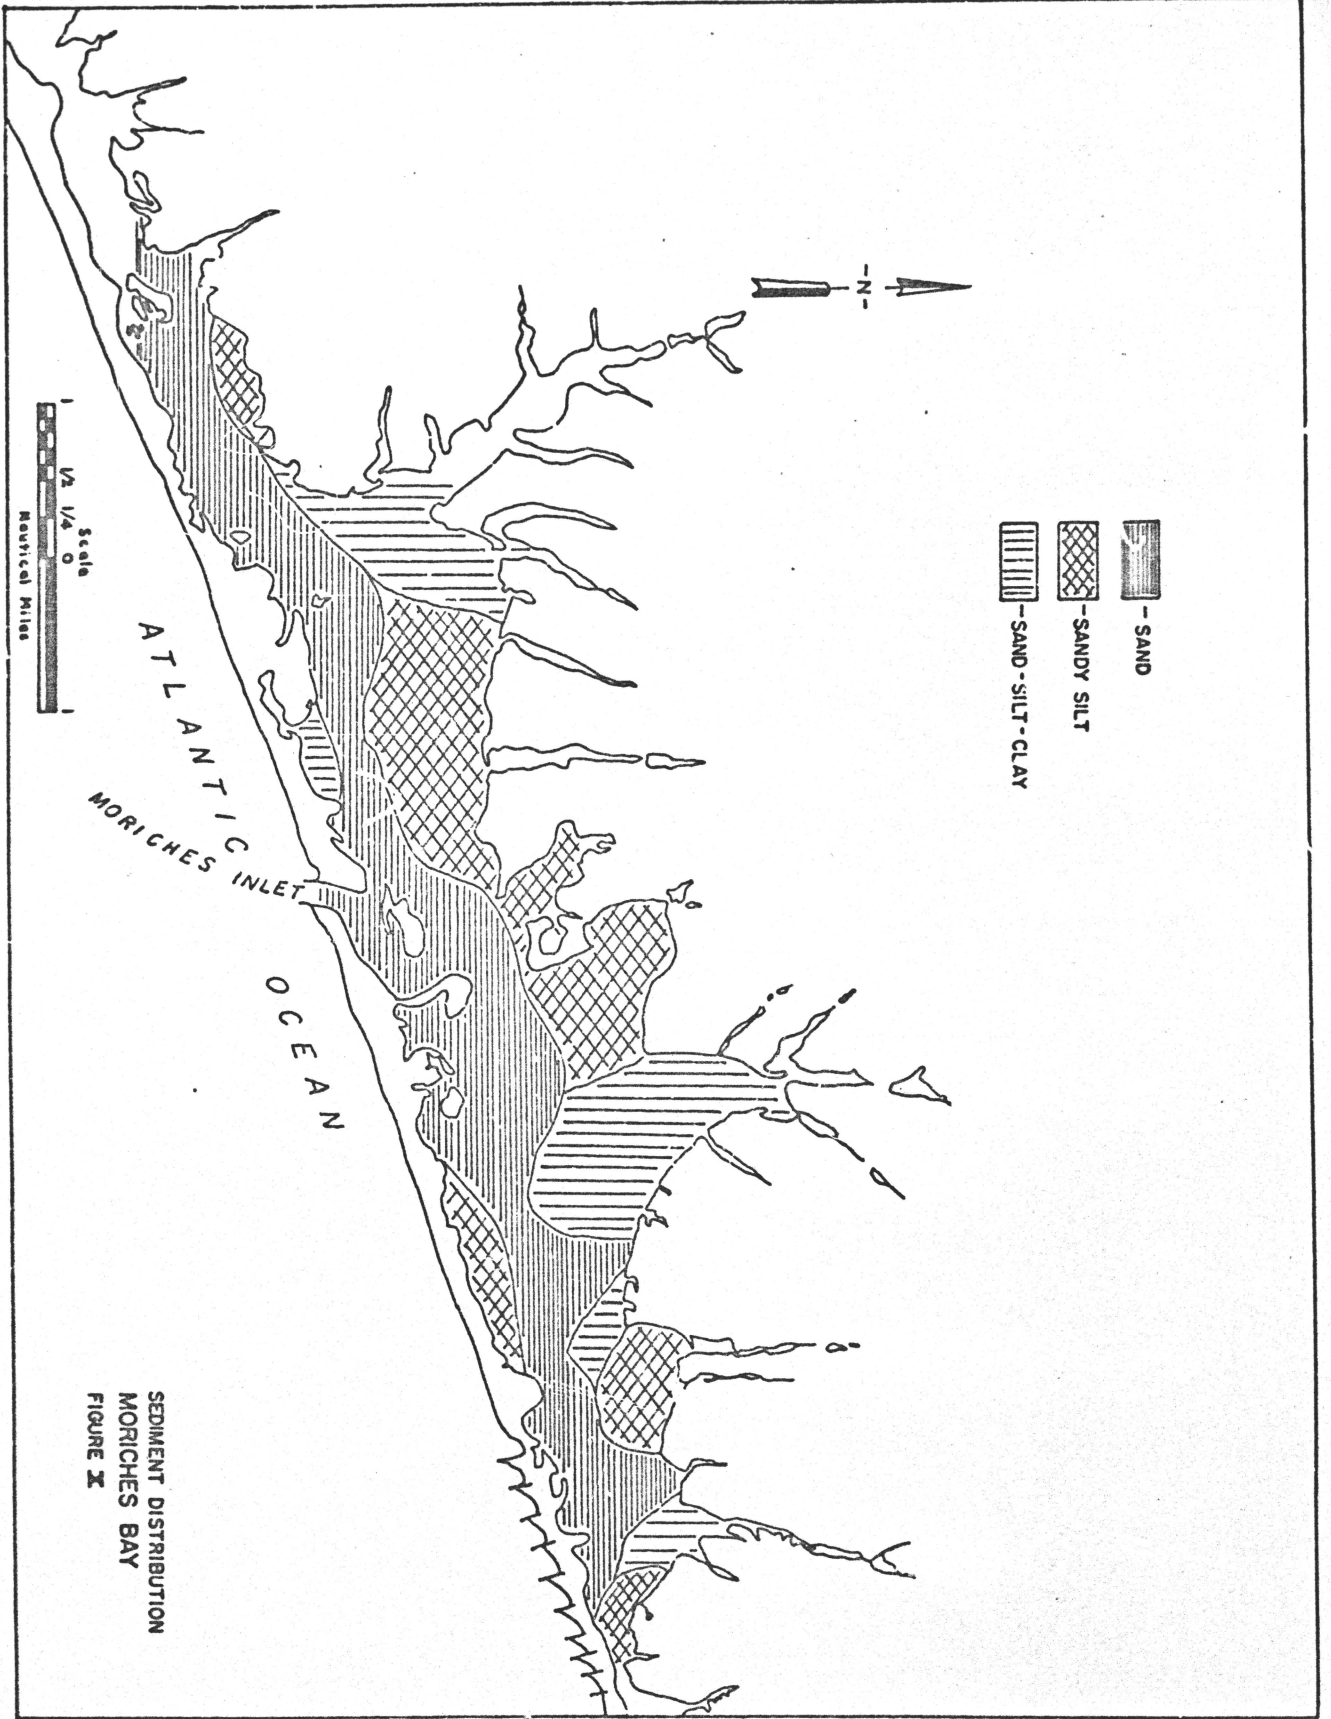 - SAND
- SANDY SILT
- SAND-SILT-CLAY
-N-
MORICHES INLET
ATLANTIC
OCEAN
Scale
1 1/2 1/4 0 1
Nautical Miles
SEDIMENT DISTRIBUTION
MORICHES BAY
FIGURE X